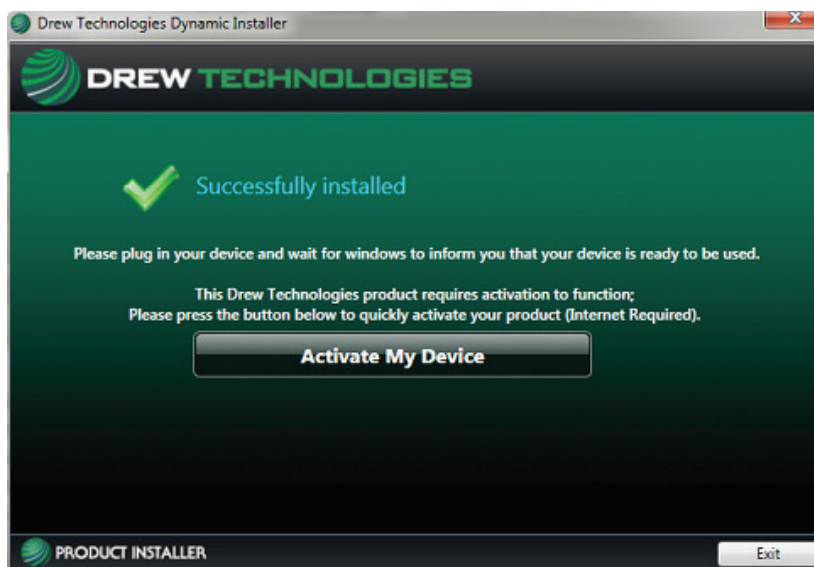 Drew Technologies Dynamic Installer
DREW TECHNOLOGIES
Successfully installed
Please plug in your device and wait for windows to inform you that your device is ready to be used.
This Drew Technologies product requires activation to function;
Please press the button below to quickly activate your product (Internet Required).
Activate My Device
PRODUCT INSTALLER
Exit